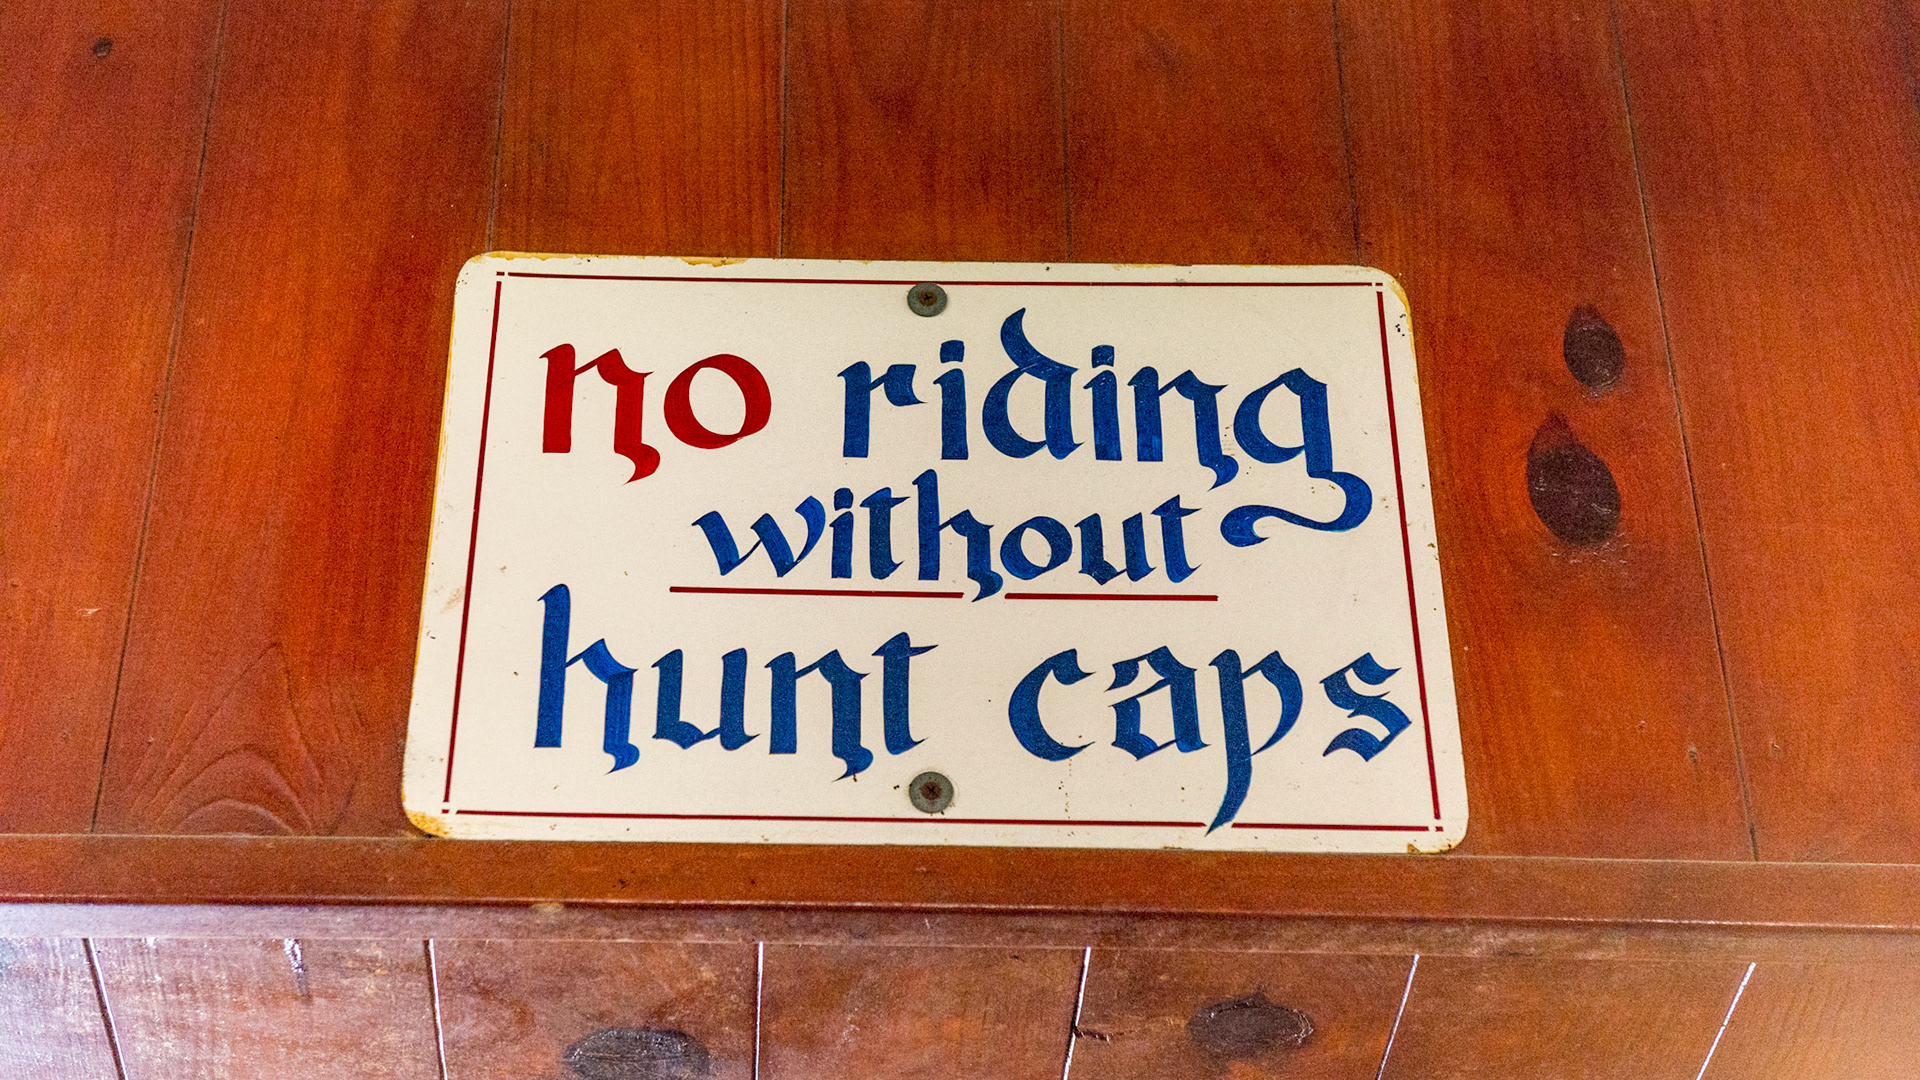 no riding
without
hunt caps